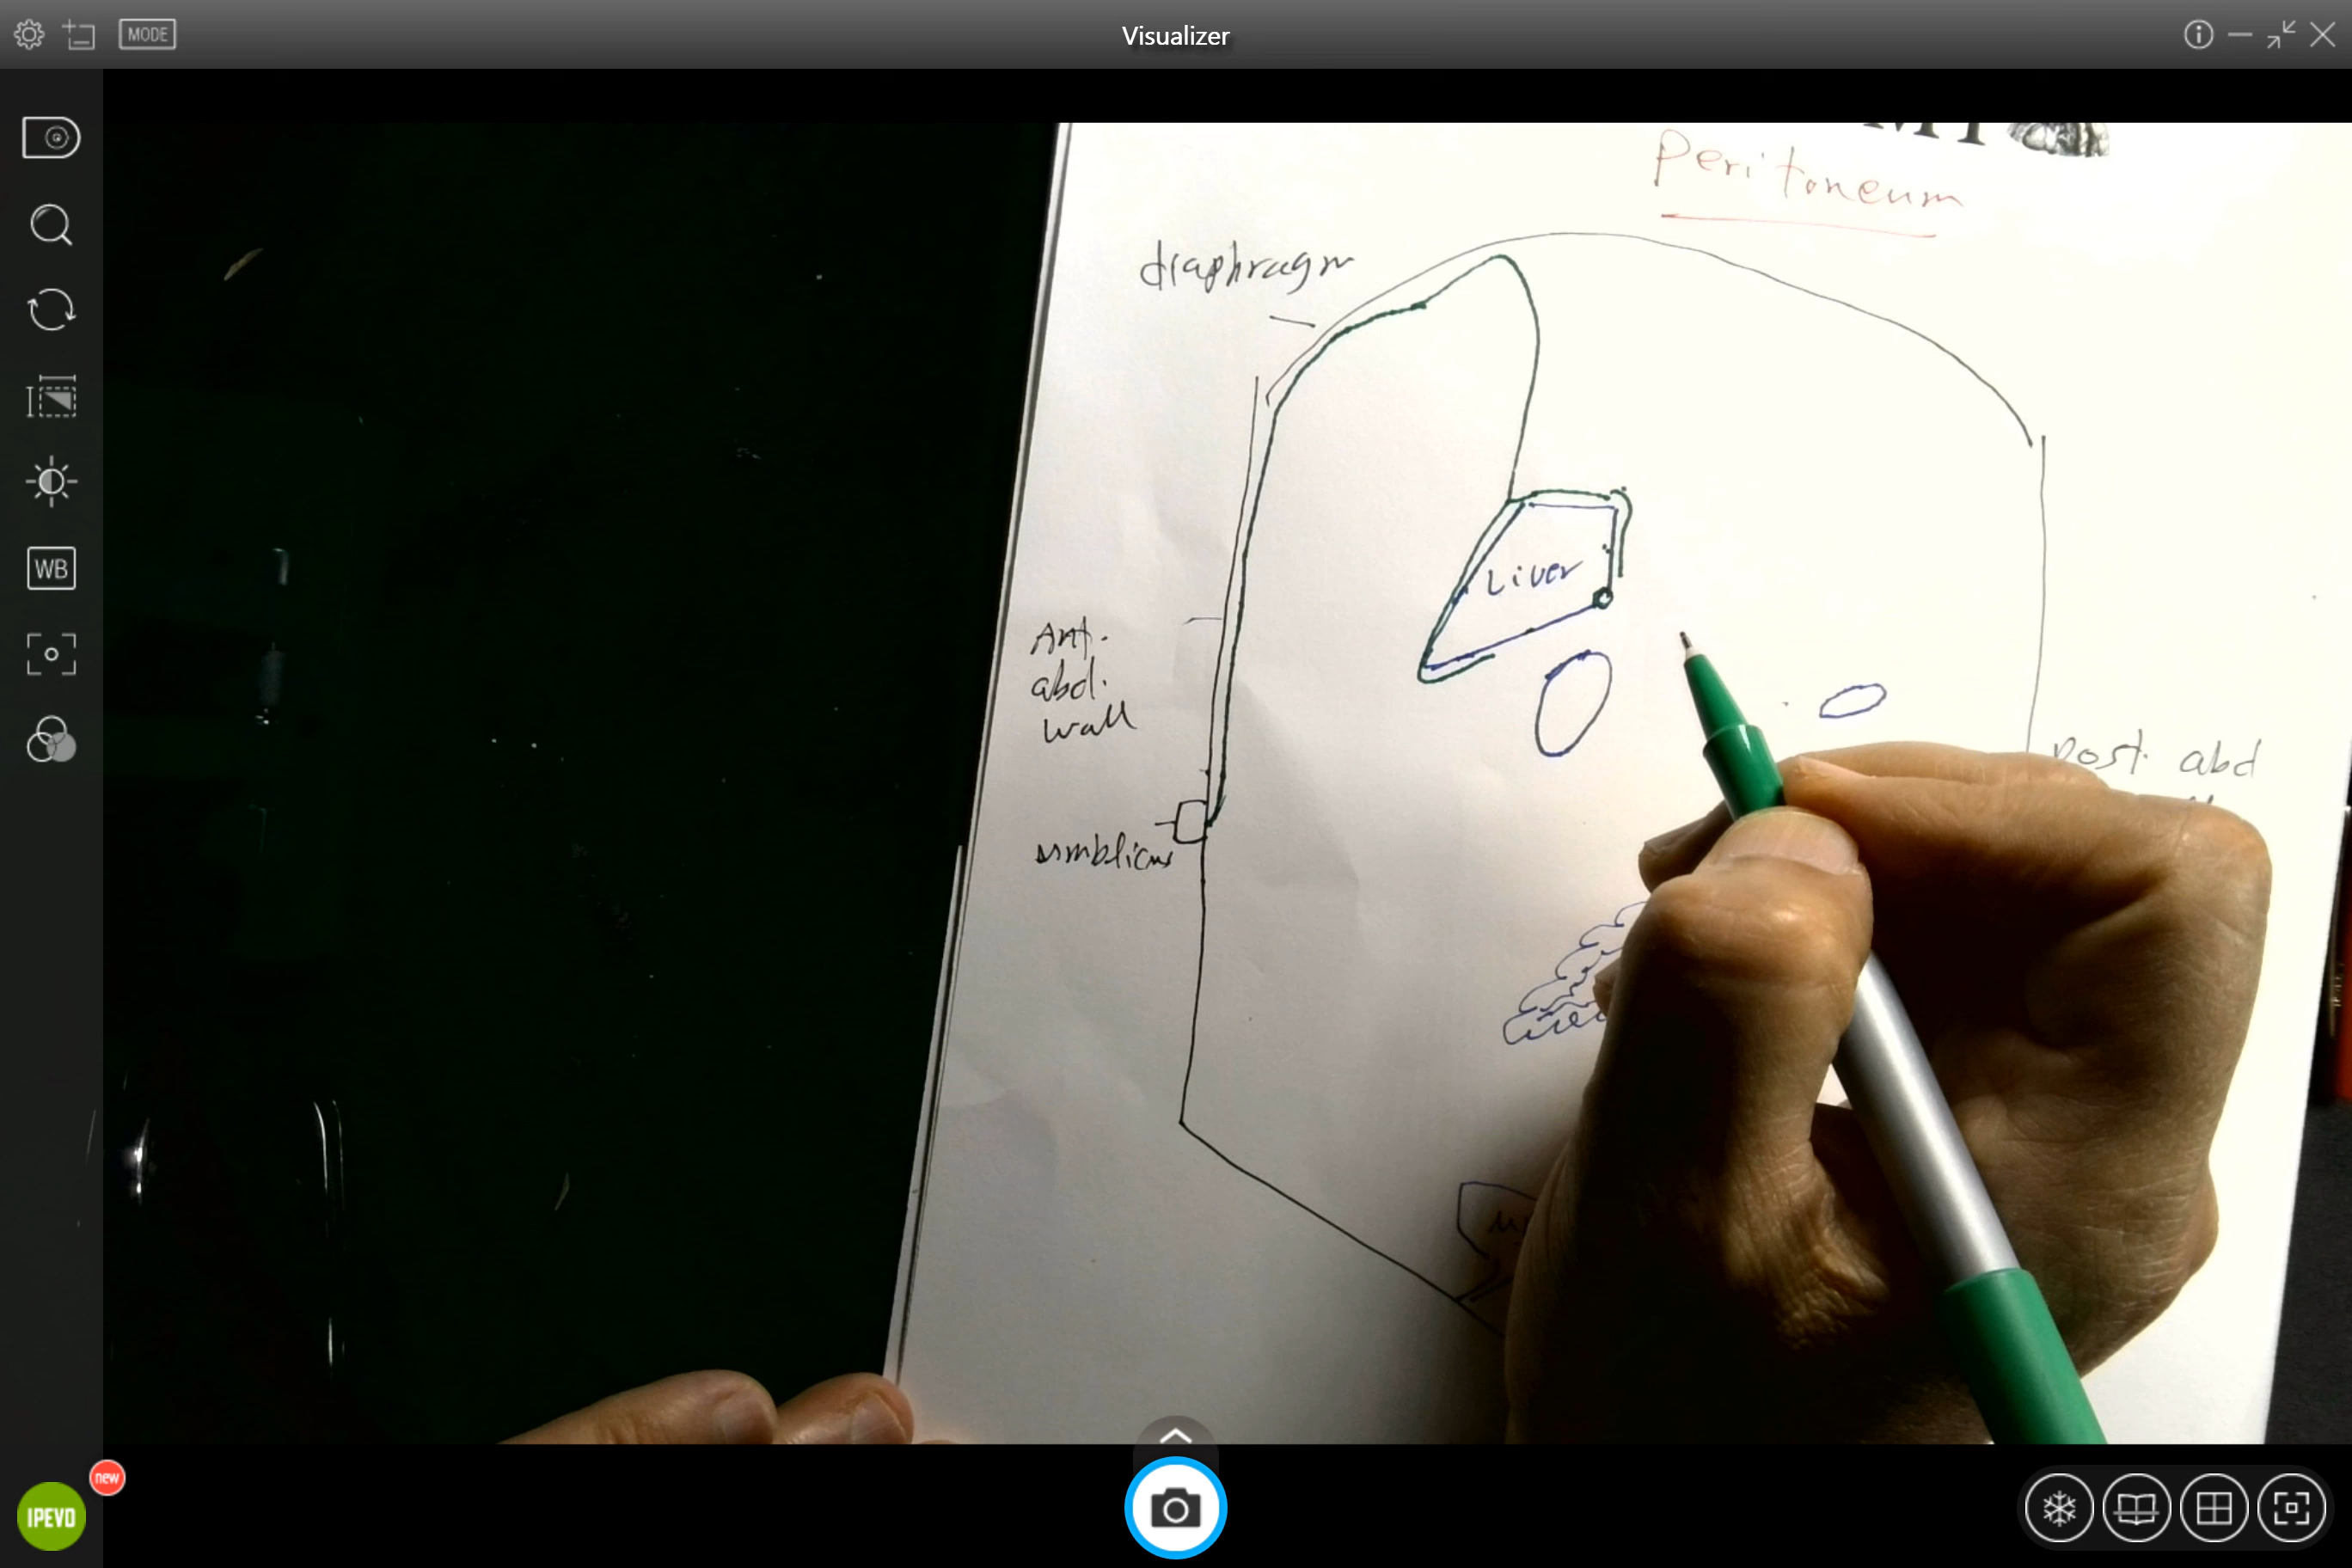 MODE
Visualizer
Peritoneum
diaphragm
Liver
Ant.
abd.
wall
post. abd
umblicus
WB
new
IPEVO